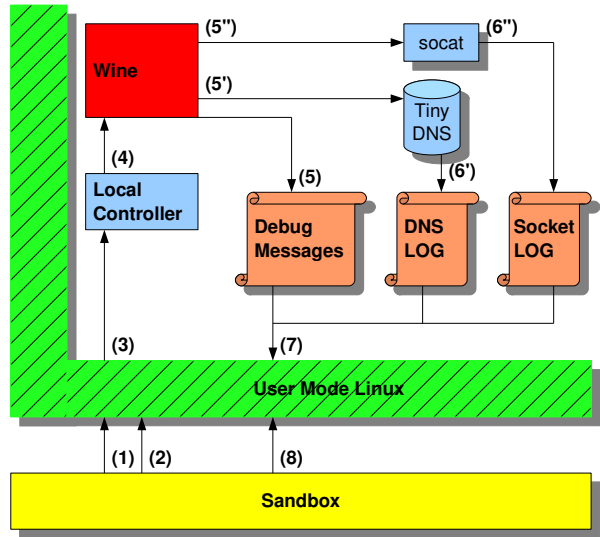 (5") (6")
socat
Wine
(5')
Tiny
DNS
(4) (5) (6')
Local
Controller
Debug
Messages
DNS
LOG
Socket
LOG
(3) (7)
User Mode Linux
(1) (2) (8)
Sandbox